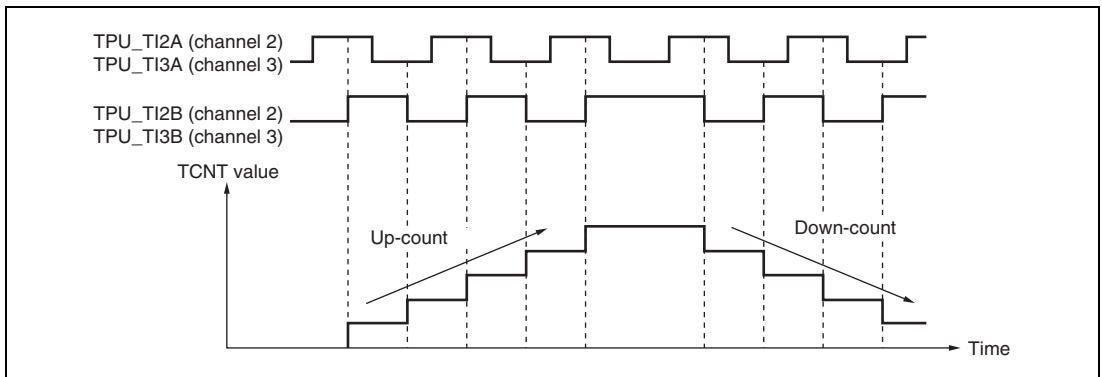 TPU_TI2A (channel 2)
TPU_TI3A (channel 3)
TPU_TI2B (channel 2)
TPU_TI3B (channel 3)
TCNT value
Up-count
Down-count
Time